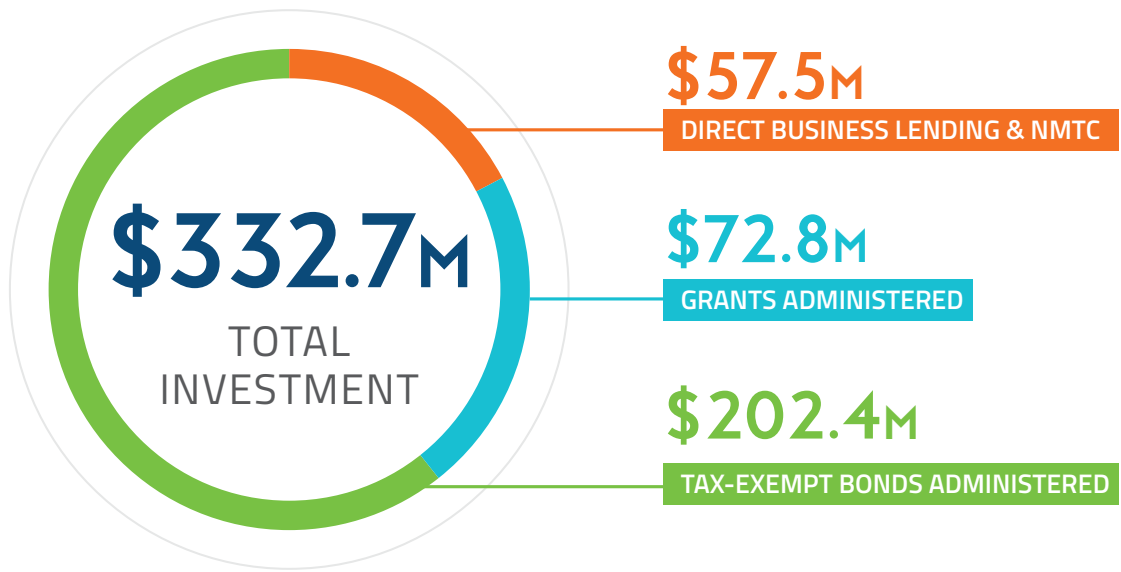 $332.7M
TOTAL
INVESTMENT
$57.5M
DIRECT BUSINESS LENDING & NMTC
$72.8M
GRANTS ADMINISTERED
$202.4M
TAX-EXEMPT BONDS ADMINISTERED